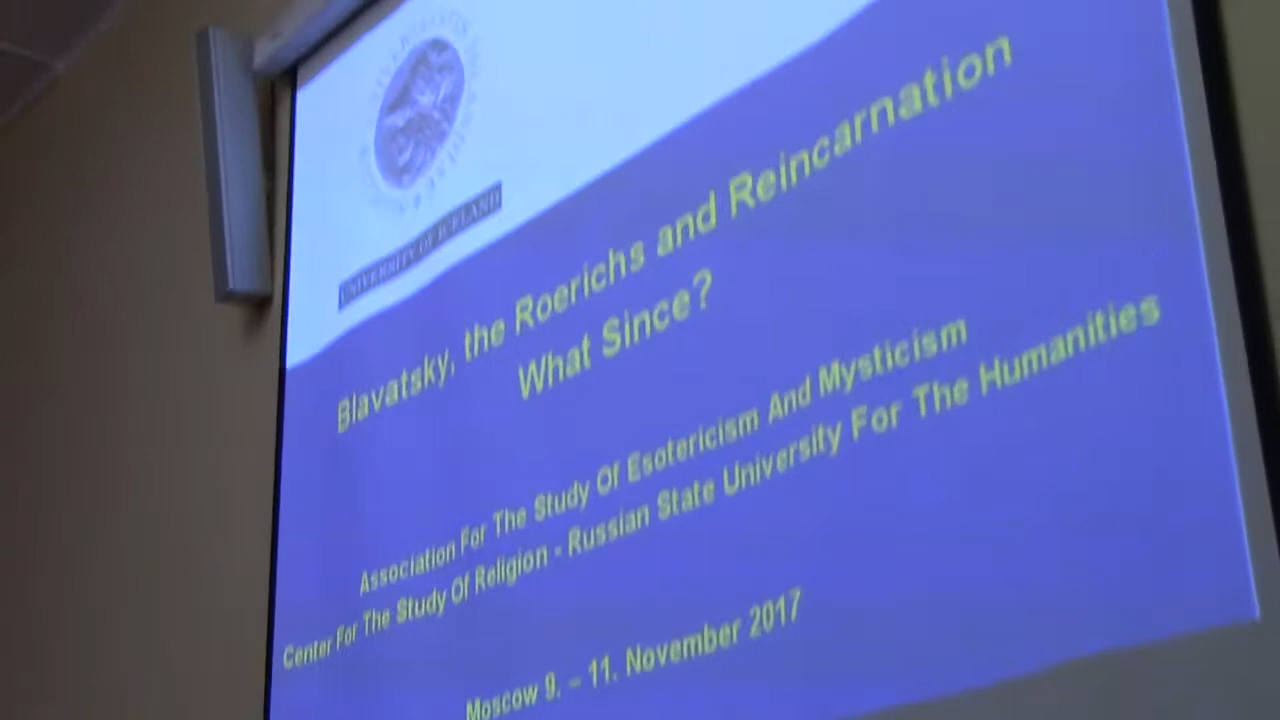 UNIVERSITY OF ICELAND
Blavatsky, the Roerichs and Reincarnation
What Since?
Association For The Study Of Esotericism And Mysticism
Center For The Study Of Religion - Russian State University For The Humanities
Moscow 9. – 11. November 2017